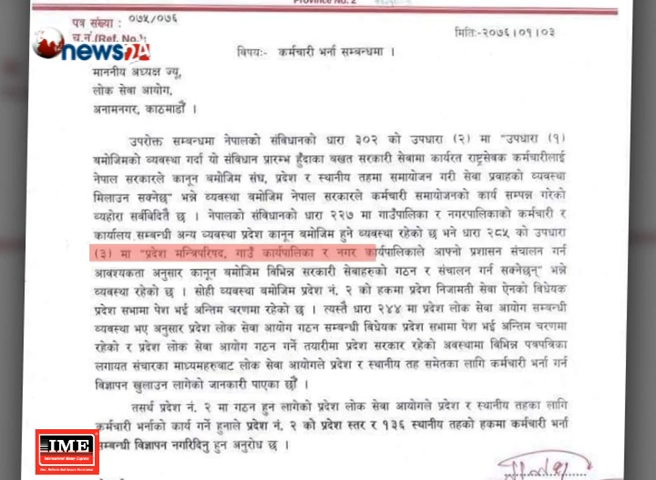 Province No. 2
पत्र संख्या : ०७५/०७६
च.नं.(Ref. No.):
मितिः-२०७६।०१।०३
news24
विषयः- कर्मचारी भर्ना सम्बन्धमा ।
माननीय अध्यक्ष ज्यू,
लोक सेवा आयोग,
अनामनगर, काठमाडौं ।
उपरोक्त सम्बन्धमा नेपालको संविधानको धारा ३०२ को उपधारा (२) मा "उपधारा (१)
बमोजिमको व्यवस्था गर्दा यो संविधान प्रारम्भ हुँदाका बखत सरकारी सेवामा कार्यरत राष्ट्रसेवक कर्मचारीलाई
नेपाल सरकारले कानून बमोजिम संघ, प्रदेश र स्थानीय तहमा समायोजन गरी सेवा प्रवाहको व्यवस्था
मिलाउन सक्नेछ" भन्ने व्यवस्था बमोजिम नेपाल सरकारले कर्मचारी समायोजनको कार्य सम्पन्न गरेको
व्यहोरा सर्वविदितै छ । नेपालको संविधानको धारा २२७ मा गाउँपालिका र नगरपालिकाको कर्मचारी र
कार्यालय सम्बन्धी अन्य व्यवस्था प्रदेश कानून बमोजिम हुने व्यवस्था रहेको छ भने धारा २८५ को उपधारा
(३) मा "प्रदेश मन्त्रिपरिषद, गाउँ कार्यपालिका र नगर कार्यपालिकाले आफ्नो प्रशासन संचालन गर्न
आवश्यकता अनुसार कानून बमोजिम विभिन्न सरकारी सेवाहरुको गठन र संचालन गर्न सक्नेछन्" भन्ने
व्यवस्था रहेको छ । सोही व्यवस्था बमोजिम प्रदेश नं. २ को हकमा प्रदेश निजामती सेवा ऐनको विधेयक
प्रदेश सभामा पेश भई अन्तिम चरणमा रहेको छ । त्यस्तै धारा २४४ मा प्रदेश लोक सेवा आयोग सम्बन्धी
व्यवस्था भए अनुसार प्रदेश लोक सेवा आयोग गठन सम्बन्धी विधेयक प्रदेश सभामा पेश भई अन्तिम चरणमा
रहेको र प्रदेश लोक सेवा आयोग गठन गर्ने तयारीमा प्रदेश सरकार रहेको अवस्थामा विभिन्न पत्रपत्रिका
लगायत संचारका माध्यमहरुबाट लोक सेवा आयोगले प्रदेश र स्थानीय तह समेतका लागि कर्मचारी भर्ना गर्न
विज्ञापन खुलाउन लागेको जानकारी पाएका छौं ।
तसर्थ प्रदेश नं. २ मा गठन हुन लागेको प्रदेश लोक सेवा आयोगले प्रदेश र स्थानीय तहका लागि
कर्मचारी भर्नाको कार्य गर्ने हुनाले प्रदेश नं. २ को प्रदेश स्तर र १३६ स्थानीय तहको हकमा कर्मचारी भर्ना
सम्बन्धी विज्ञापन नगरिदिनु हुन अनुरोध छ ।
IME